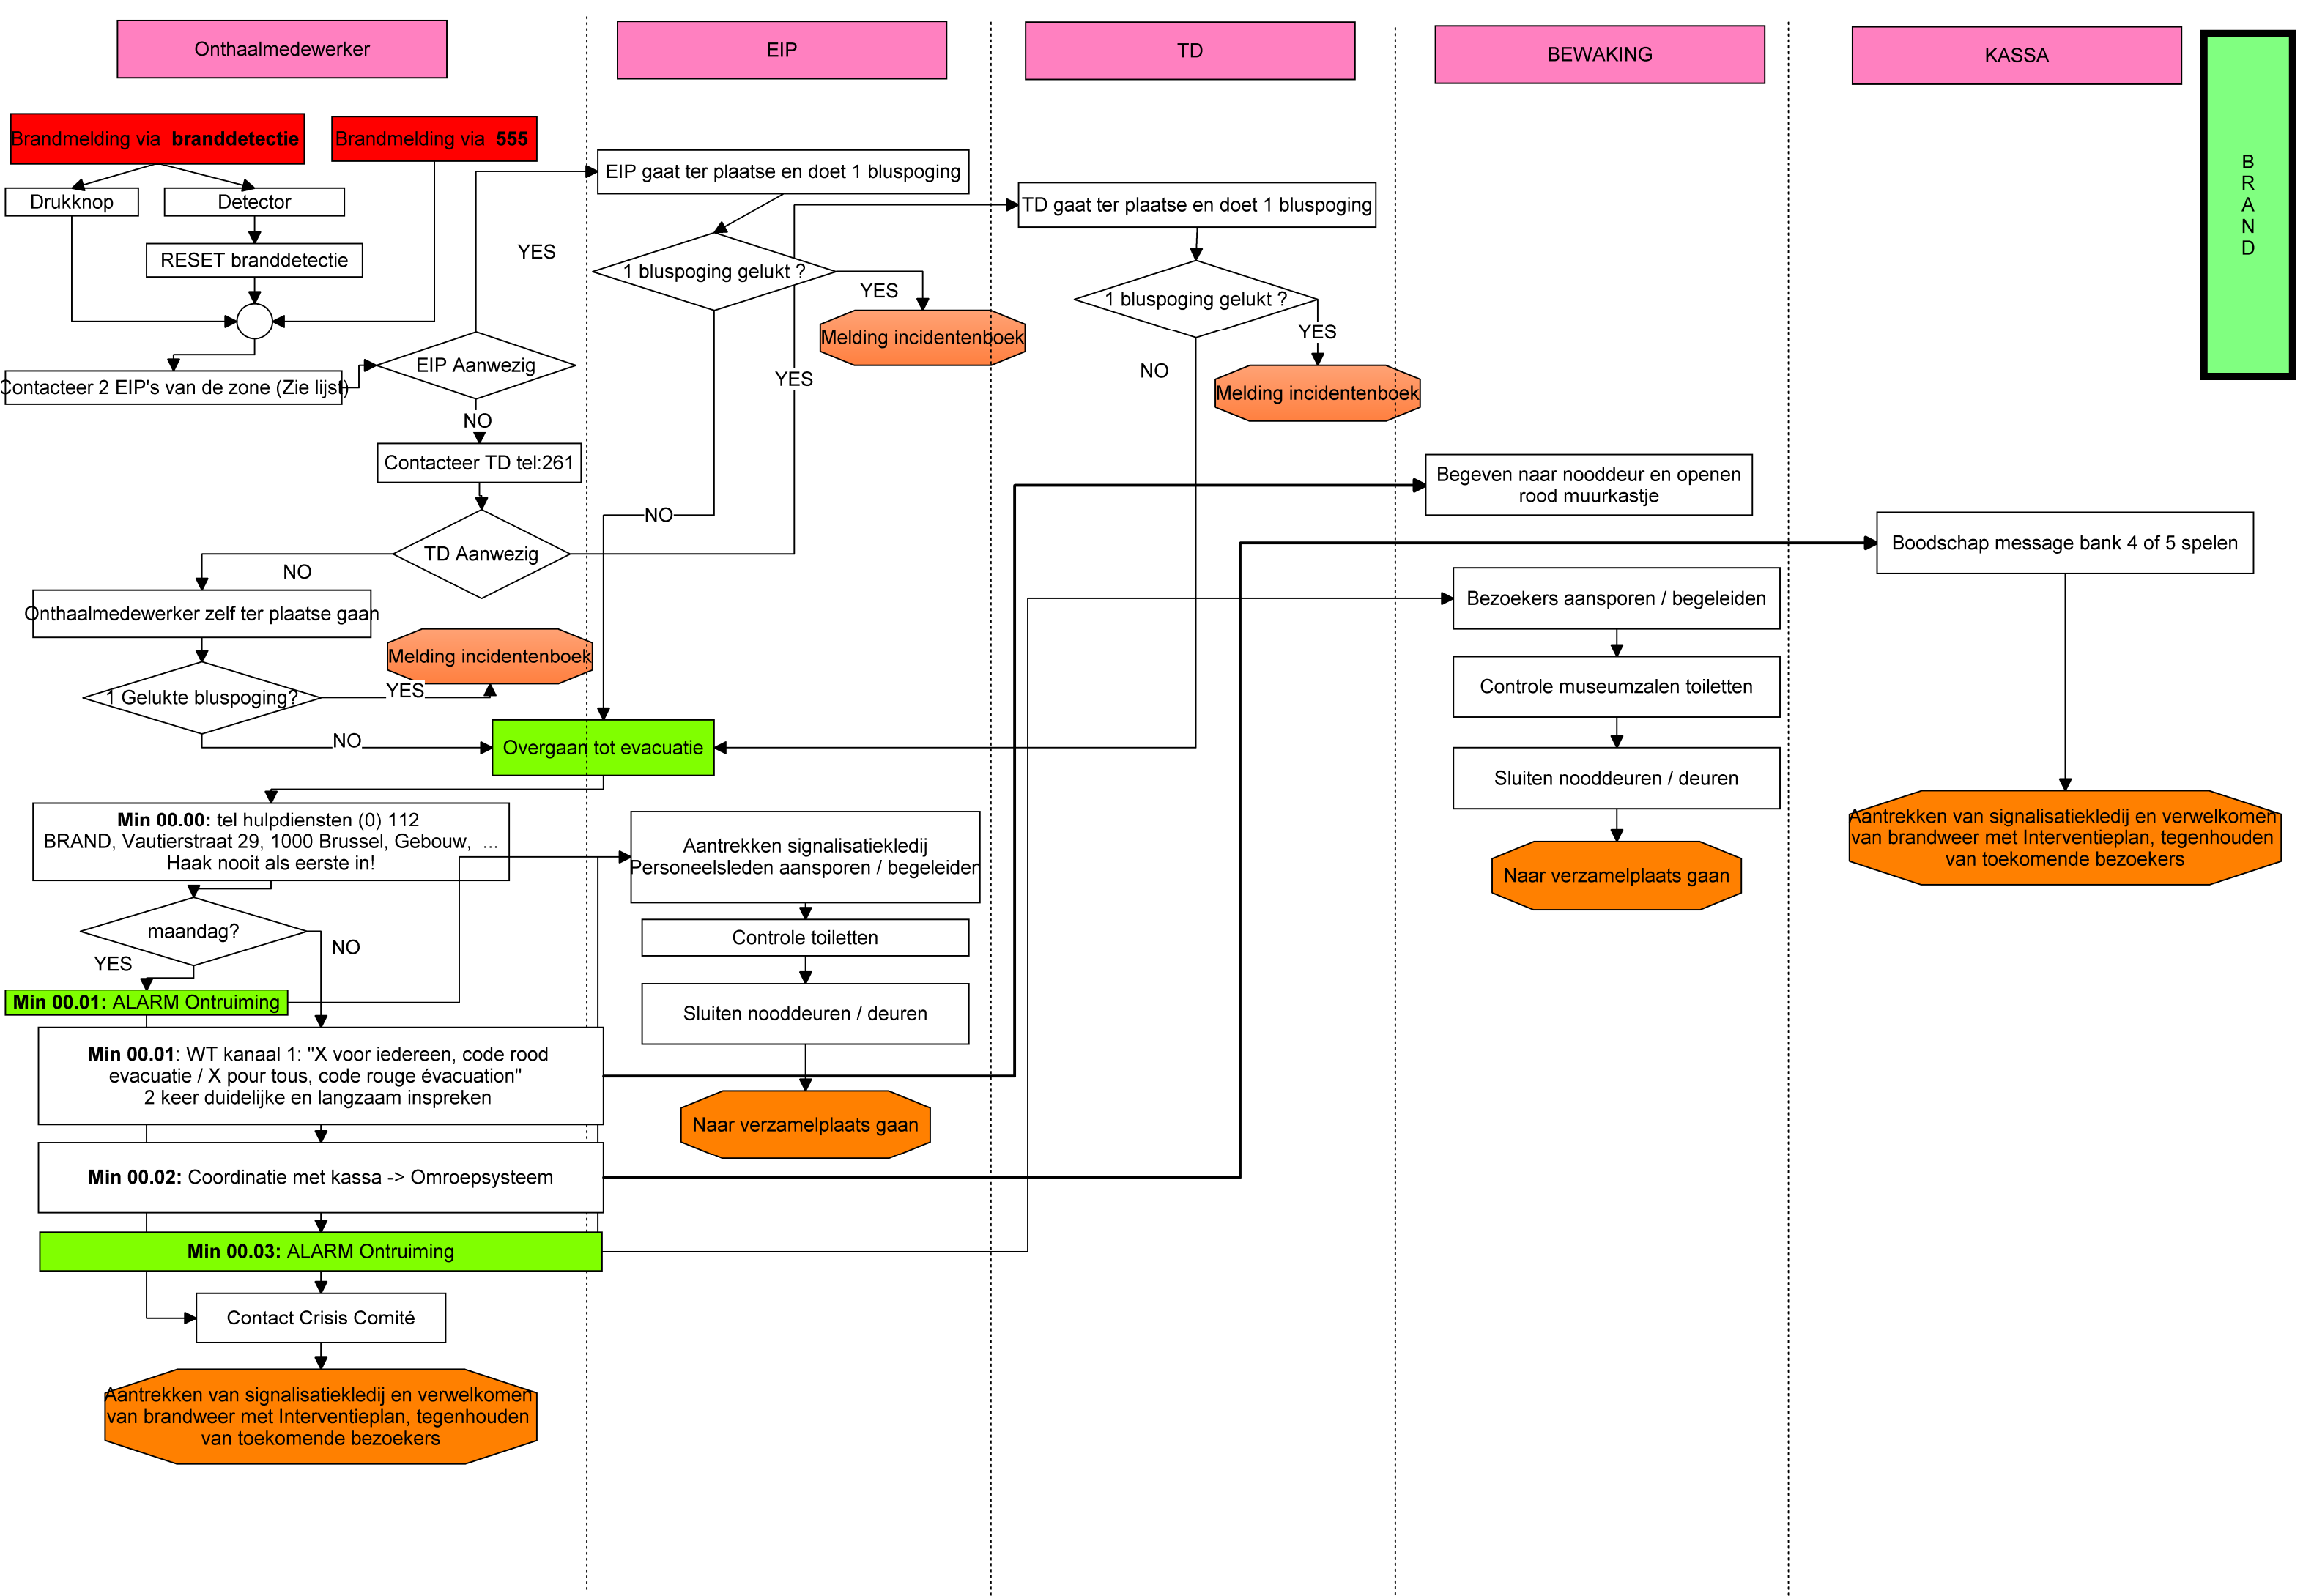 Onthaalmedewerker
EIP
TD
BEWAKING
KASSA
B
R
A
N
D
Brandmelding via branddetectie
Brandmelding via 555
Drukknop
Detector
RESET branddetectie
Contacteer 2 EIP's van de zone (Zie lijst)
EIP Aanwezig
YES
NO
Contacteer TD tel:261
TD Aanwezig
YES
NO
Onthaalmedewerker zelf ter plaatse gaan
1 Gelukte bluspoging?
YES
Melding incidentenboek
NO
EIP gaat ter plaatse en doet 1 bluspoging
1 bluspoging gelukt ?
YES
Melding incidentenboek
NO
TD gaat ter plaatse en doet 1 bluspoging
1 bluspoging gelukt ?
YES
Melding incidentenboek
NO
Overgaan tot evacuatie
Min 00.00: tel hulpdiensten (0) 112
BRAND, Vautierstraat 29, 1000 Brussel, Gebouw, ...
Haak nooit als eerste in!
maandag?
YES
NO
Min 00.01: ALARM Ontruiming
Min 00.01: WT kanaal 1: "X voor iedereen, code rood
evacuatie / X pour tous, code rouge évacuation"
2 keer duidelijke en langzaam inspreken
Min 00.02: Coordinatie met kassa -> Omroepsysteem
Min 00.03: ALARM Ontruiming
Contact Crisis Comité
Aantrekken van signalisatiekledij en verwelkomen
van brandweer met Interventieplan, tegenhouden
van toekomende bezoekers
Aantrekken signalisatiekledij
Personeelsleden aansporen / begeleiden
Controle toiletten
Sluiten nooddeuren / deuren
Naar verzamelplaats gaan
Begeven naar nooddeur en openen
rood muurkastje
Bezoekers aansporen / begeleiden
Controle museumzalen toiletten
Sluiten nooddeuren / deuren
Naar verzamelplaats gaan
Boodschap message bank 4 of 5 spelen
Aantrekken van signalisatiekledij en verwelkomen
van brandweer met Interventieplan, tegenhouden
van toekomende bezoekers